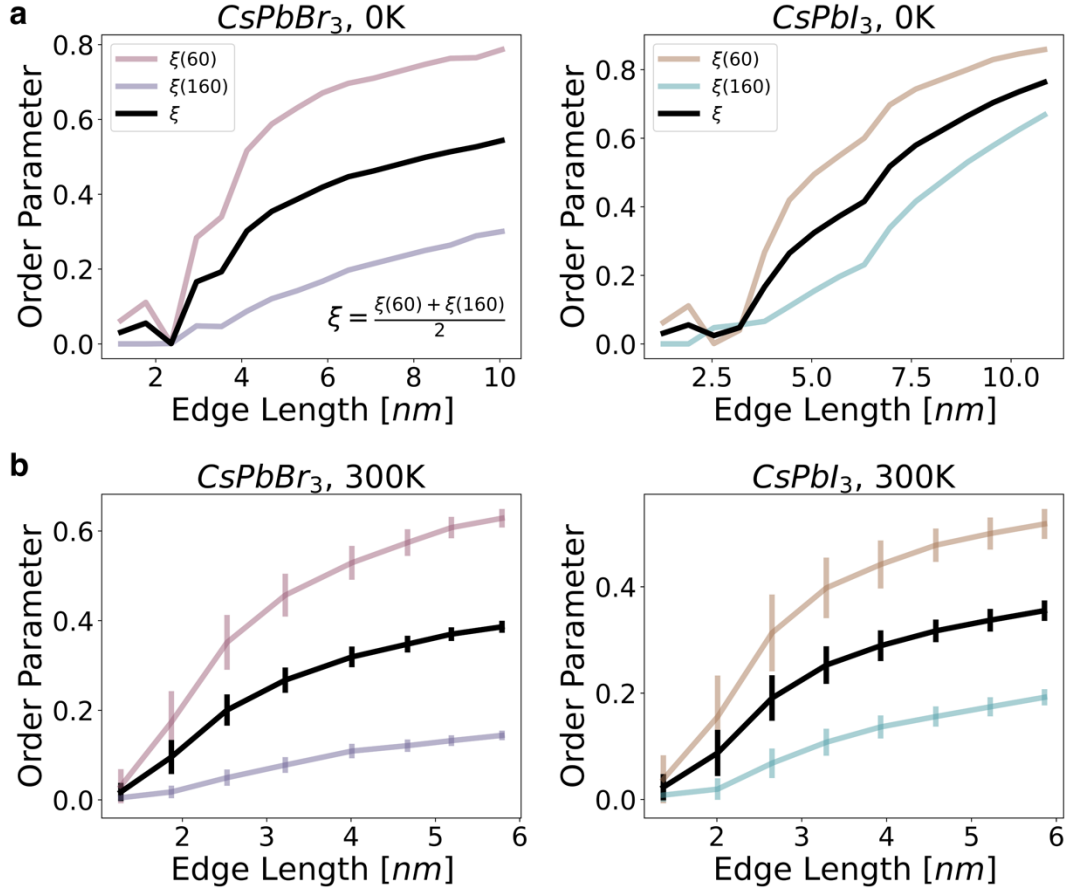 a
CsPbBr₃, 0K
0.8
0.6
0.4
0.2
0.0
Order Parameter
ξ(60)
ξ(160)
ξ
ξ = (ξ(60) + ξ(160))/2
2 4 6 8 10
Edge Length [nm]
CsPbI₃, 0K
0.8
0.6
0.4
0.2
0.0
Order Parameter
ξ(60)
ξ(160)
ξ
2.5 5.0 7.5 10.0
Edge Length [nm]
b
CsPbBr₃, 300K
0.6
0.4
0.2
0.0
Order Parameter
2 3 4 5 6
Edge Length [nm]
CsPbI₃, 300K
0.4
0.2
0.0
Order Parameter
2 3 4 5 6
Edge Length [nm]